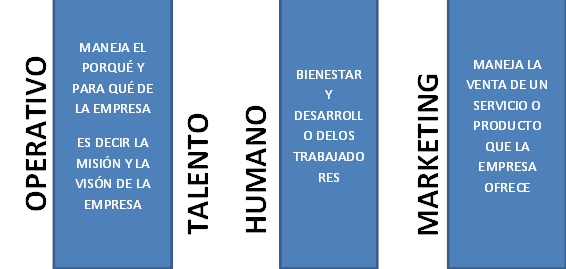 OPERATIVO
MANEJA EL
PORQUÉ Y
PARA QUÉ DE
LA EMPRESA
ES DECIR LA
MISIÓN Y LA
VISÓN DE LA
EMPRESA
TALENTO
HUMANO
BIENESTAR
Y
DESARROLL
O DELOS
TRABAJADO
RES
MARKETING
MANEJA LA
VENTA DE UN
SERVICIO O
PRODUCTO
QUE LA
EMPRESA
OFRECE